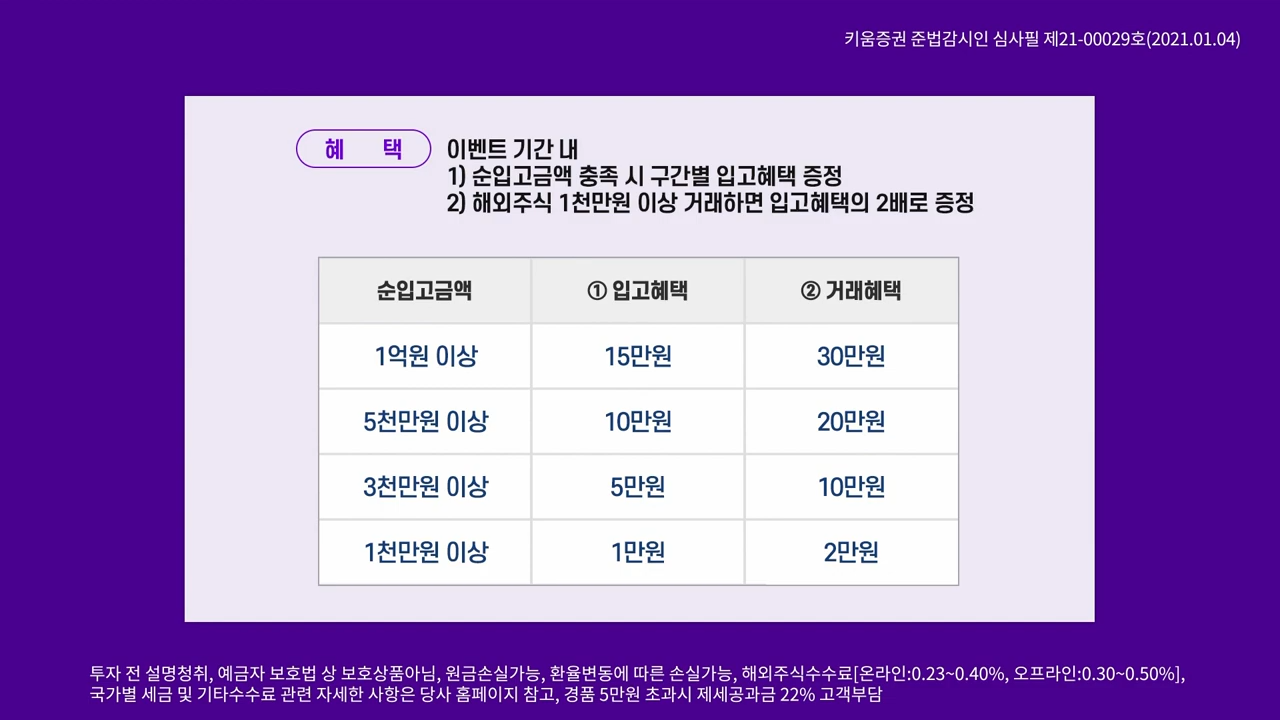 키움증권 준법감시인 심사필 제21-00029호(2021.01.04)
혜 택
이벤트 기간 내
1) 순입고금액 충족 시 구간별 입고혜택 증정
2) 해외주식 1천만원 이상 거래하면 입고혜택의 2배로 증정
순입고금액 ① 입고혜택 ② 거래혜택
1억원 이상 15만원 30만원
5천만원 이상 10만원 20만원
3천만원 이상 5만원 10만원
1천만원 이상 1만원 2만원
투자 전 설명청취, 예금자 보호법 상 보호상품아님, 원금손실가능, 환율변동에 따른 손실가능, 해외주식수수료[온라인:0.23~0.40%, 오프라인:0.30~0.50%],
국가별 세금 및 기타수수료 관련 자세한 사항은 당사 홈페이지 참고, 경품 5만원 초과시 제세공과금 22% 고객부담